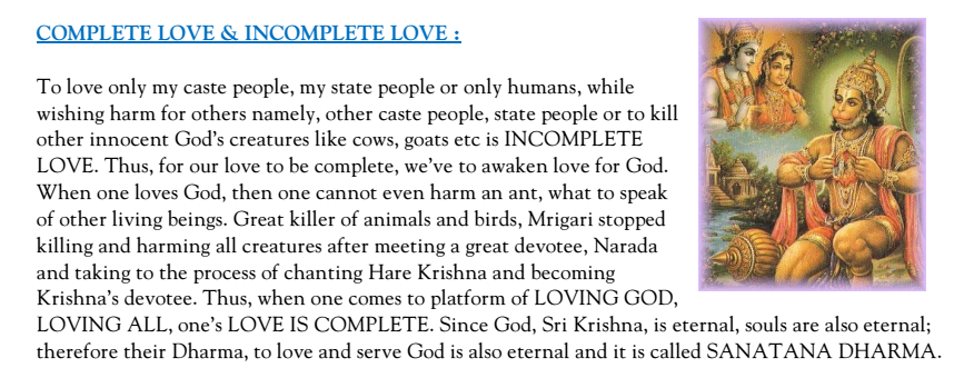 COMPLETE LOVE & INCOMPLETE LOVE :
To love only my caste people, my state people or only humans, while
wishing harm for others namely, other caste people, state people or to kill
other innocent God's creatures like cows, goats etc is INCOMPLETE
LOVE. Thus, for our love to be complete, we've to awaken love for God.
When one loves God, then one cannot even harm an ant, what to speak
of other living beings. Great killer of animals and birds, Mrigari stopped
killing and harming all creatures after meeting a great devotee, Narada
and taking to the process of chanting Hare Krishna and becoming
Krishna's devotee. Thus, when one comes to platform of LOVING GOD,
LOVING ALL, one's LOVE IS COMPLETE. Since God, Sri Krishna, is eternal, souls are also eternal;
therefore their Dharma, to love and serve God is also eternal and it is called SANATANA DHARMA.